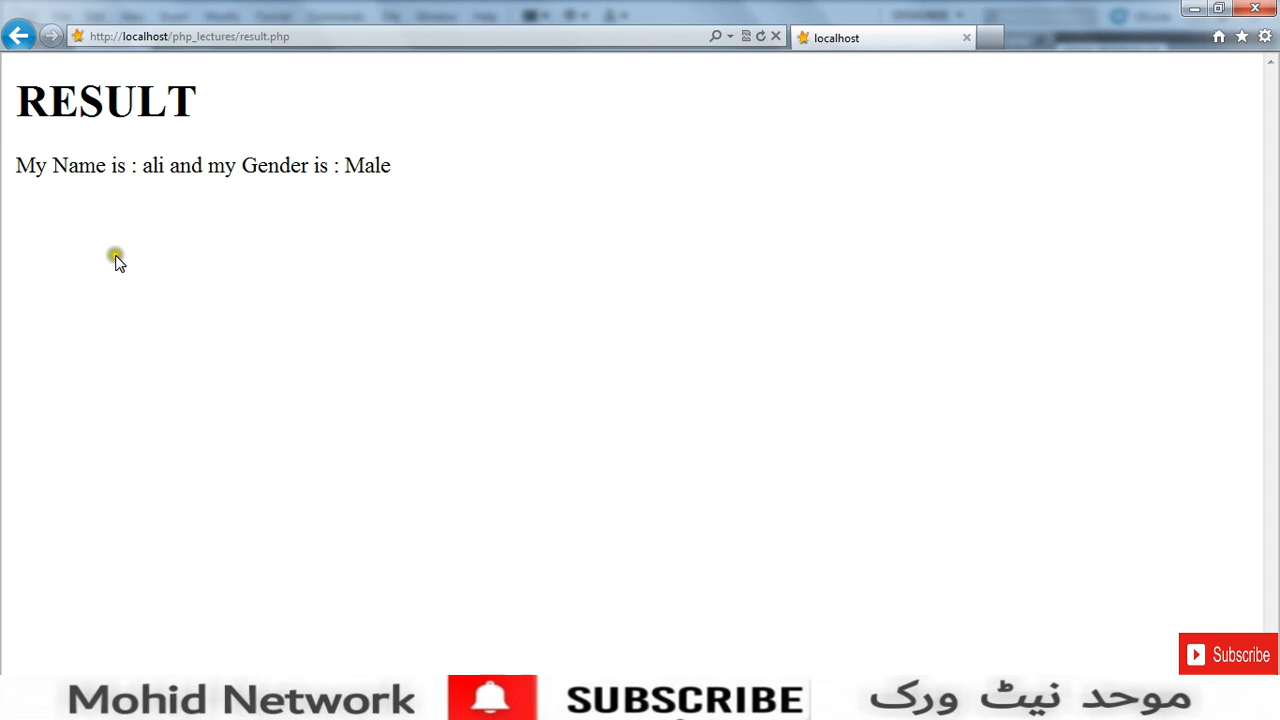 http://localhost/php_lectures/result.php
localhost
RESULT
My Name is : ali and my Gender is : Male
Subscribe
Mohid Network
SUBSCRIBE
موحد نیٹ ورک